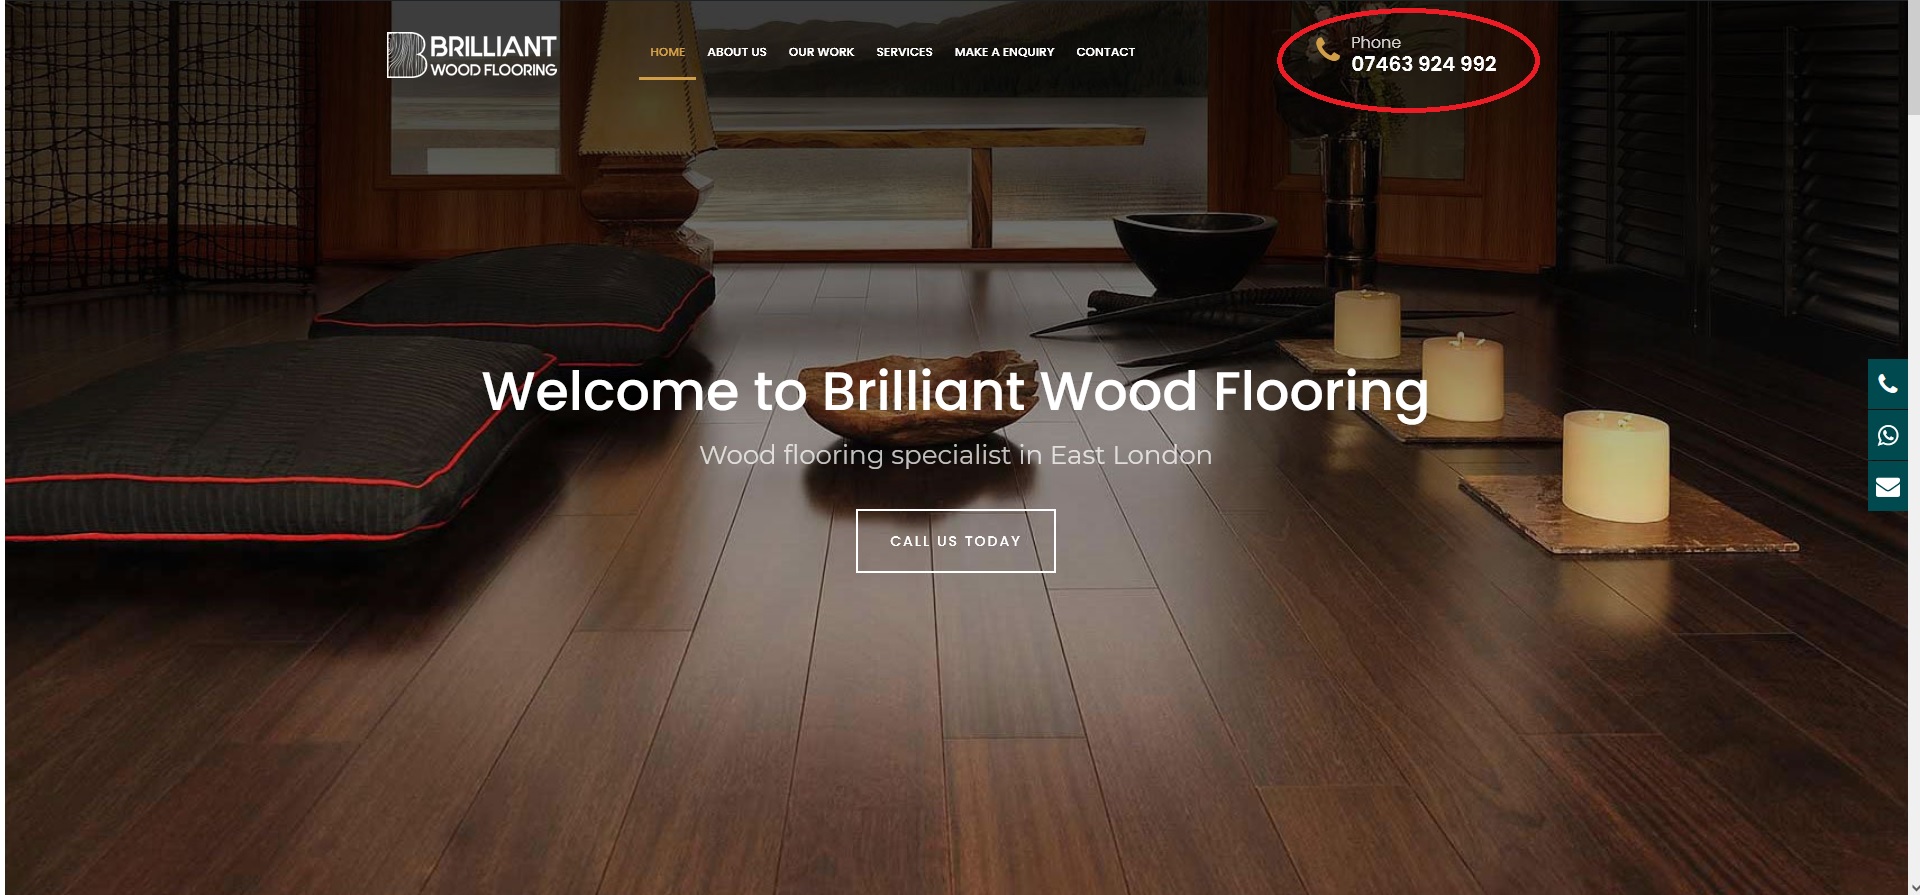 BRILLIANT
WOOD FLOORING
HOME ABOUT US OUR WORK SERVICES MAKE A ENQUIRY CONTACT
Phone
07463 924 992
Welcome to Brilliant Wood Flooring
Wood flooring specialist in East London
CALL US TODAY